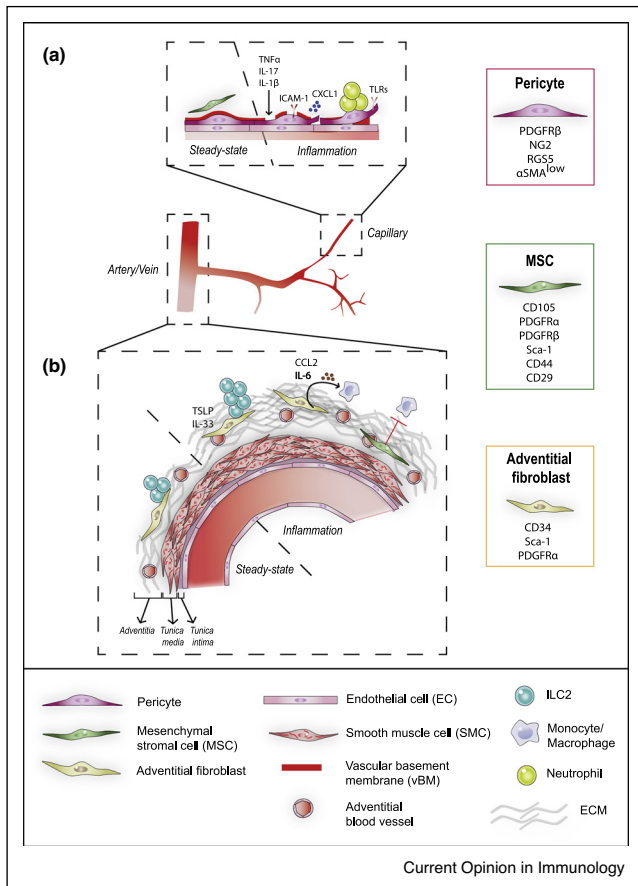 (a)
TNFα
IL-17
IL-1β
ICAM-1
CXCL1
TLRs
Steady-state
Inflammation
Capillary
Artery/Vein
(b)
CCL2
IL-6
TSLP
IL-33
Inflammation
Steady-state
Adventitia
Tunica
media
Tunica
intima
Pericyte
PDGFRβ
NG2
RGS5
αSMAlow
MSC
CD105
PDGFRα
PDGFRβ
Sca-1
CD44
CD29
Adventitial
fibroblast
CD34
Sca-1
PDGFRα
Pericyte
Mesenchymal
stromal cell (MSC)
Adventitial fibroblast
Endothelial cell (EC)
Smooth muscle cell (SMC)
Vascular basement
membrane (vBM)
Adventitial
blood vessel
ILC2
Monocyte/
Macrophage
Neutrophil
ECM
Current Opinion in Immunology